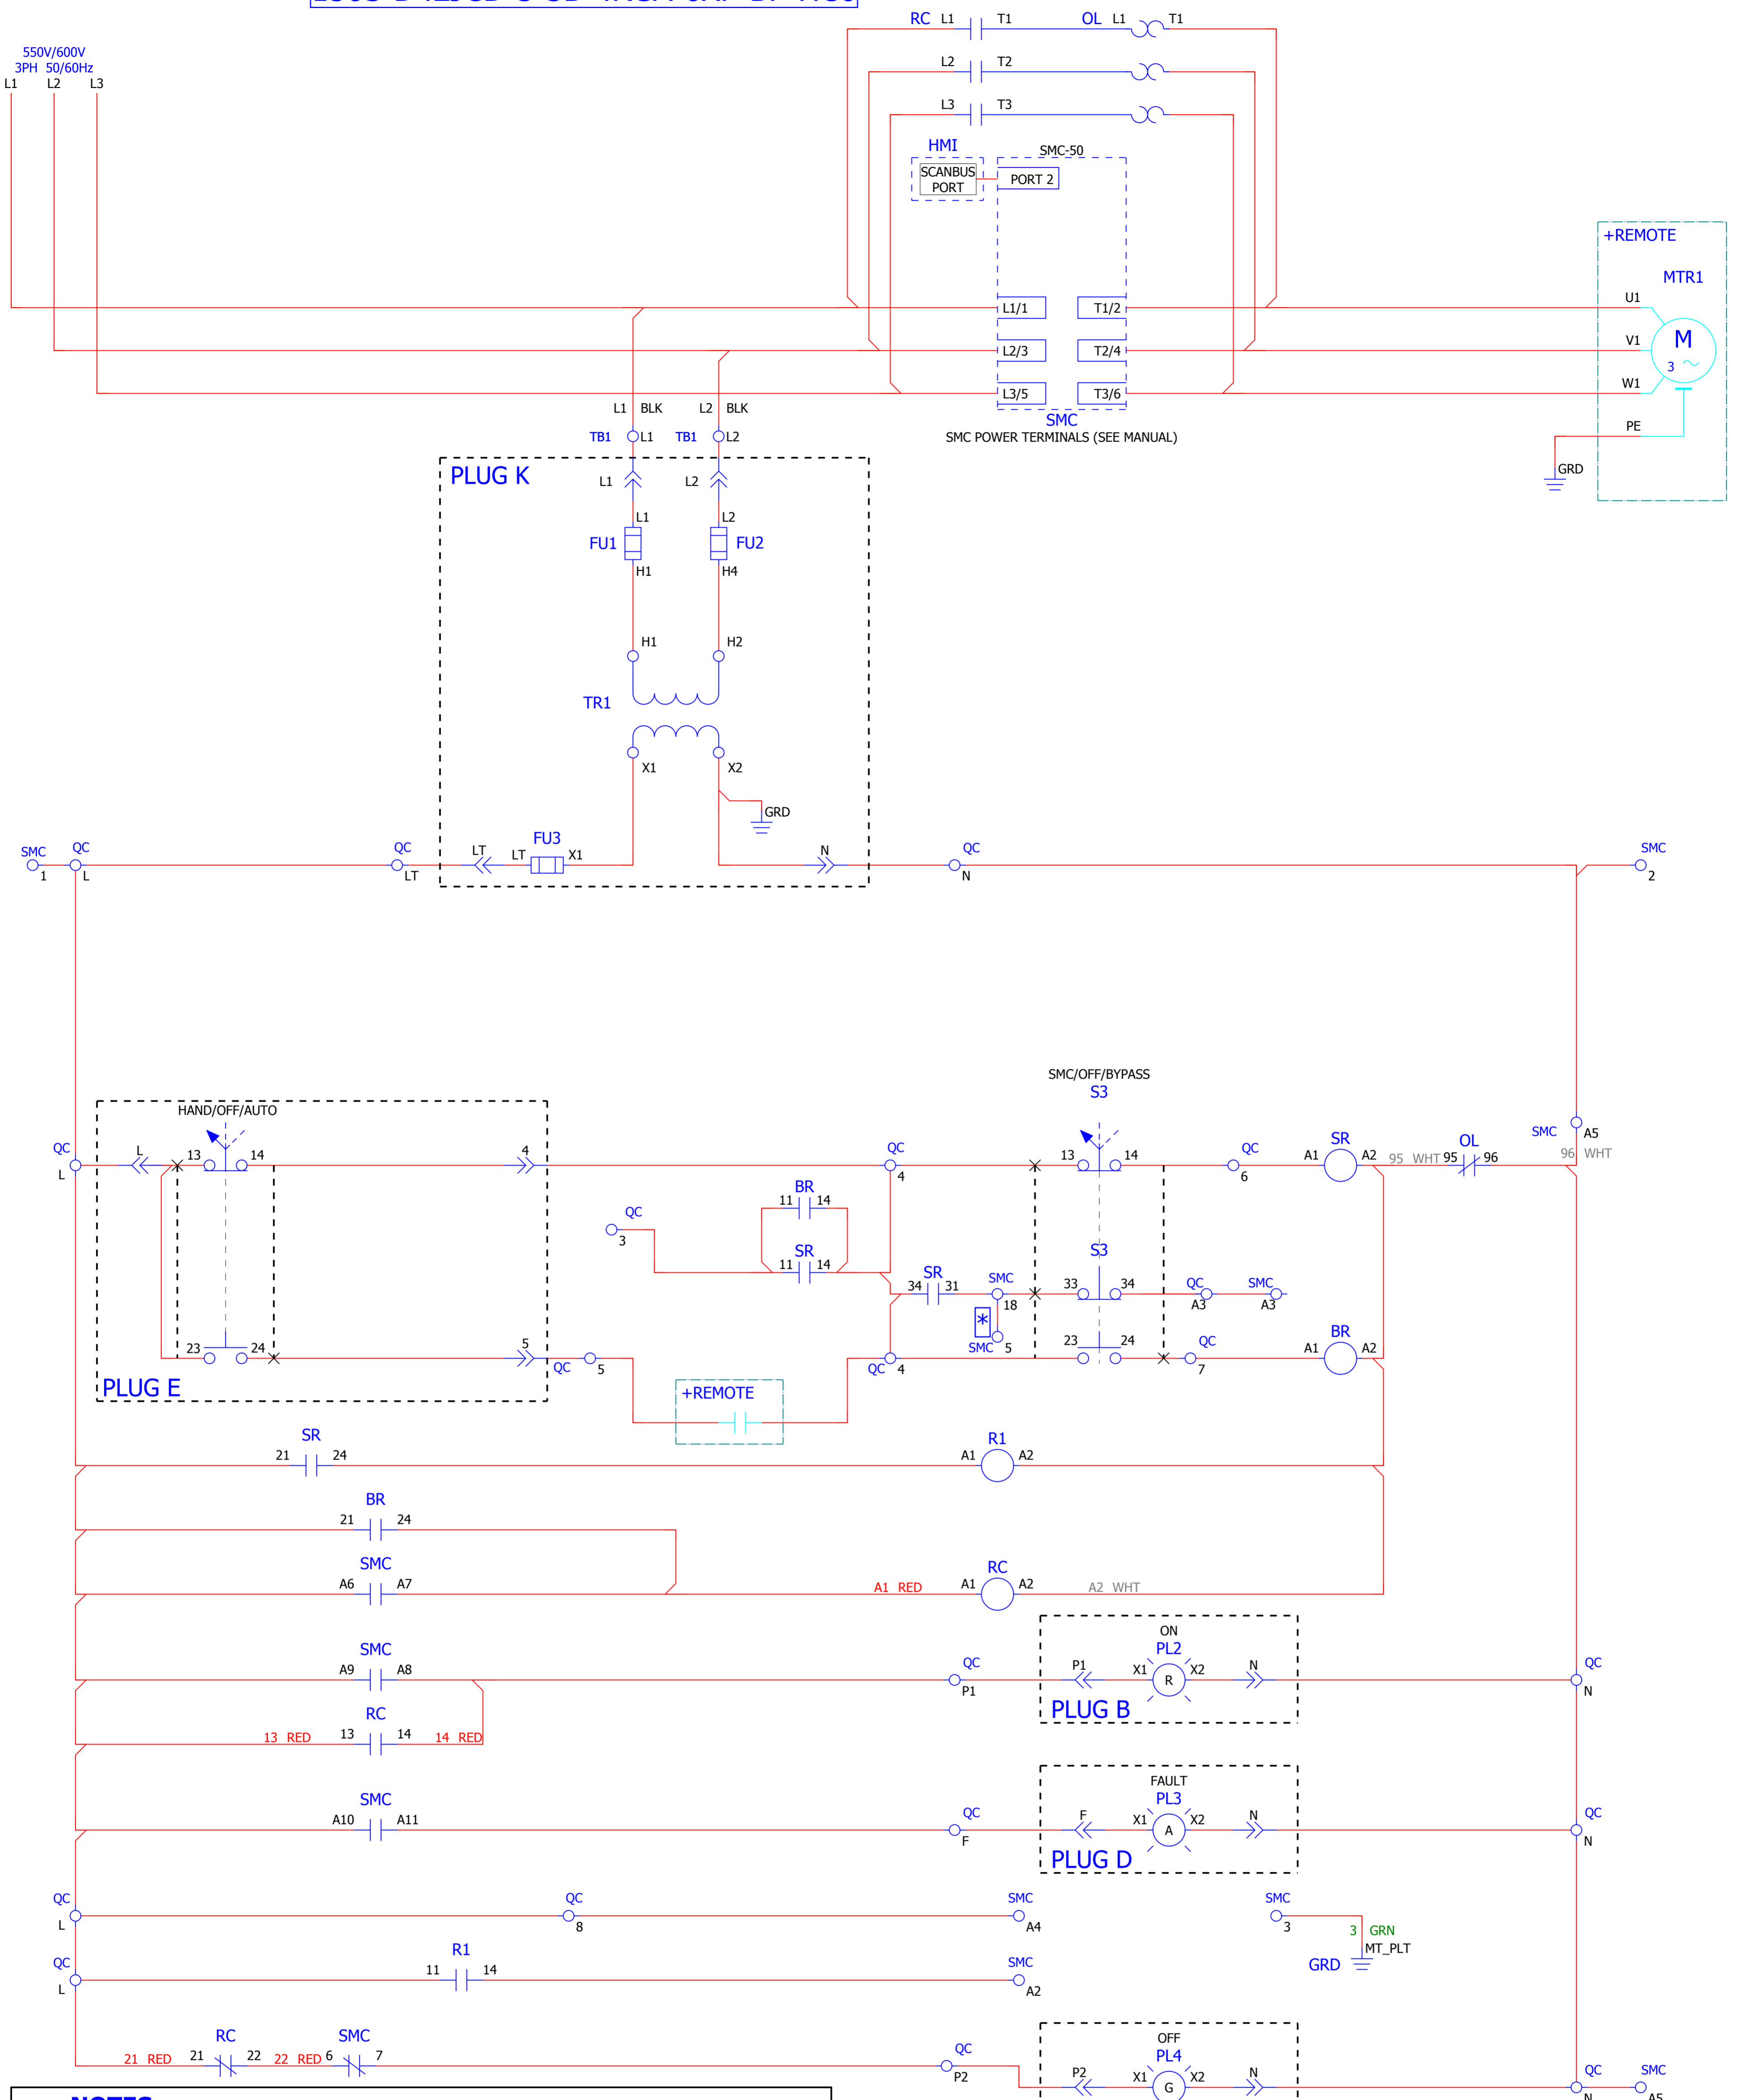 RC L1 T1 OL L1 T1
550V/600V
3PH 50/60Hz
L1 L2 L3
L2 T2
L3 T3
HMI
SMC-50
SCANBUS
PORT
PORT 2
+REMOTE
MTR1
L1/1 T1/2 U1
L2/3 T2/4 V1 M
3
L3/5 T3/6 W1
L1 BLK L2 BLK
SMC
SMC POWER TERMINALS (SEE MANUAL)
PE
GRD
TB1 L1 TB1 L2
PLUG K
L1 L2
L1 L2
FU1 FU2
H1 H4
H1 H2
TR1
X1 X2
GRD
SMC QC QC LT LT FU3 X1 N QC SMC
1 L LT N 2
SMC/OFF/BYPASS
S3
HAND/OFF/AUTO
QC L 13 14 4 QC 13 14 QC SR OL SMC A5
L 4 6 A1 A2 95 WHT 95 96 96 WHT
BR
11 14
QC
3
SR
11 14
S3
SR SMC
34 31 18 33 34 QC A3 SMC A3
*
SMC 5
BR
23 24 5 QC 5 QC 4 23 24 QC 7 A1 A2
PLUG E
+REMOTE
SR R1
21 24 A1 A2
BR
21 24
SMC RC
A6 A7 A1 RED A1 A2 A2 WHT
ON
SMC PL2
A9 A8 QC P1 P1 X1 R X2 N QC N
PLUG B
RC
13 RED 13 14 14 RED
FAULT
SMC PL3
A10 A11 QC F F X1 A X2 N QC N
PLUG D
QC QC SMC SMC
L 8 A4 3
3 GRN
MT_PLT
GRD
QC R1 SMC
L 11 14 A2
OFF
RC SMC PL4
21 RED 21 22 22 RED 6 7 QC P2 P2 X1 G X2 N QC N SMC A5
NOTES